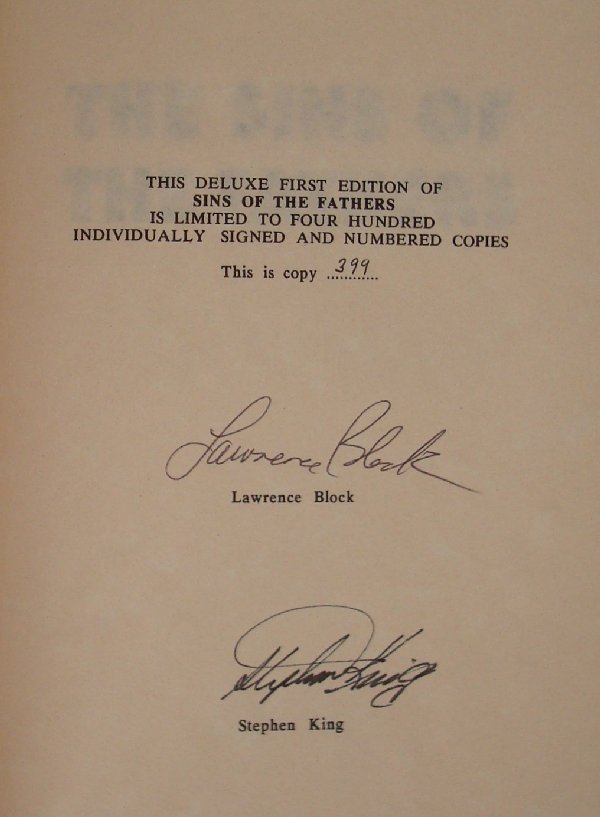 THIS DELUXE FIRST EDITION OF
SINS OF THE FATHERS
IS LIMITED TO FOUR HUNDRED
INDIVIDUALLY SIGNED AND NUMBERED COPIES
This is copy ...399...
Lawrence Block
Lawrence Block
Stephen King
Stephen King